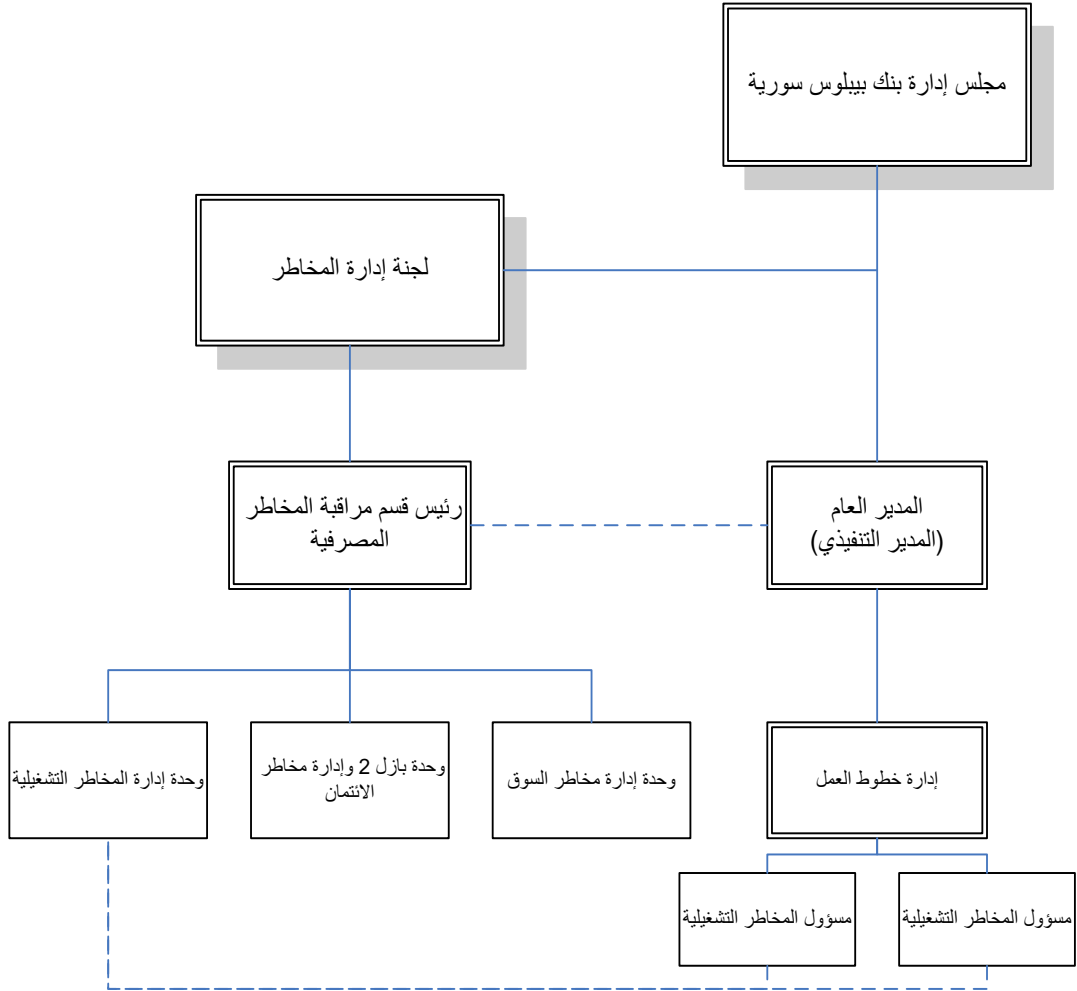 مجلس إدارة بنك بيبلوس سورية
لجنة إدارة المخاطر
المدير العام
(المدير التنفيذي)
رئيس قسم مراقبة المخاطر
المصرفية
إدارة خطوط العمل
وحدة إدارة مخاطر السوق
وحدة بازل 2 وإدارة مخاطر
الائتمان
وحدة إدارة المخاطر التشغيلية
مسؤول المخاطر التشغيلية
مسؤول المخاطر التشغيلية